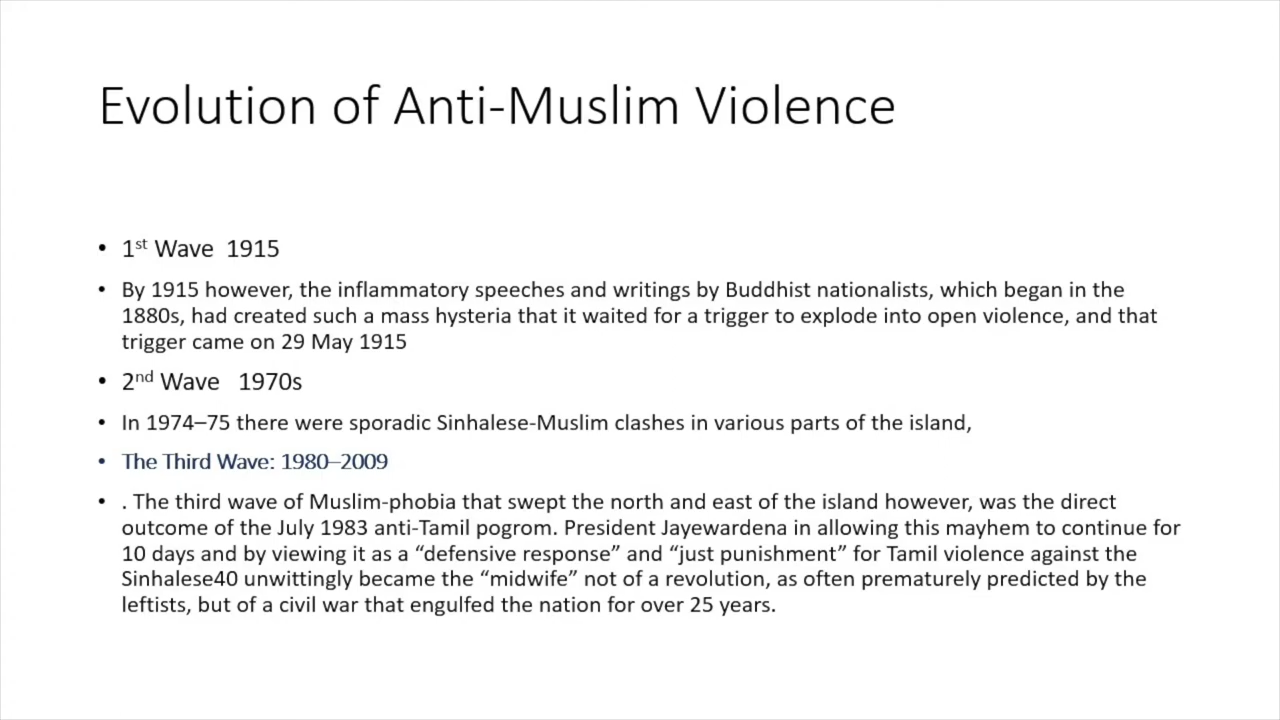 Evolution of Anti-Muslim Violence
• 1st Wave  1915
• By 1915 however, the inflammatory speeches and writings by Buddhist nationalists, which began in the
1880s, had created such a mass hysteria that it waited for a trigger to explode into open violence, and that
trigger came on 29 May 1915
• 2nd Wave   1970s
• In 1974–75 there were sporadic Sinhalese-Muslim clashes in various parts of the island,
• The Third Wave: 1980–2009
• . The third wave of Muslim-phobia that swept the north and east of the island however, was the direct
outcome of the July 1983 anti-Tamil pogrom. President Jayewardena in allowing this mayhem to continue for
10 days and by viewing it as a “defensive response” and “just punishment” for Tamil violence against the
Sinhalese40 unwittingly became the “midwife” not of a revolution, as often prematurely predicted by the
leftists, but of a civil war that engulfed the nation for over 25 years.